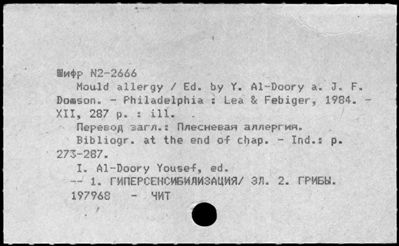 Шифр N2-2666
Mould allergy / Ed. by Y. Al-Doory a. J. F.
Domson. - Philadelphia : Lea & Febiger, 1984. -
XII, 287 p. : ill.
Перевод загл.: Плесневая аллергия.
Bibliogr. at the end of chap. - Ind.: p.
273-287.
I. Al-Doory Yousef, ed.
-- 1. ГИПЕРСЕНСИБИЛИЗАЦИЯ/ ЭЛ. 2. ГРИБЫ.
197968 - ЧИТ